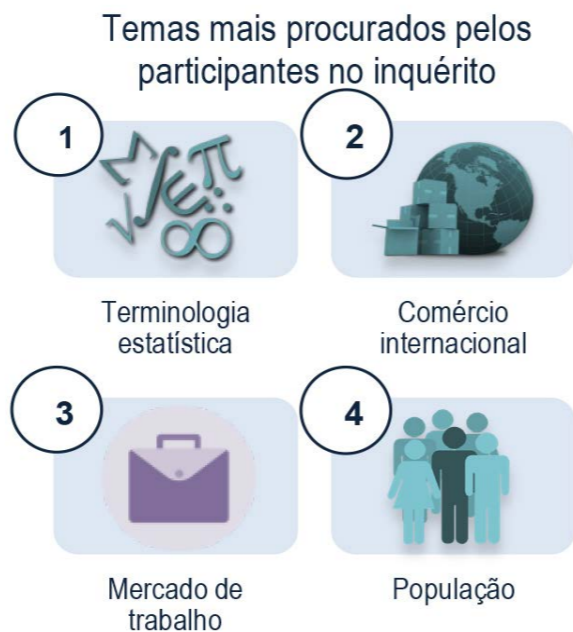 Temas mais procurados pelos
participantes no inquérito
1
2
Terminologia
estatística
Comércio
internacional
3
4
Mercado de
trabalho
População